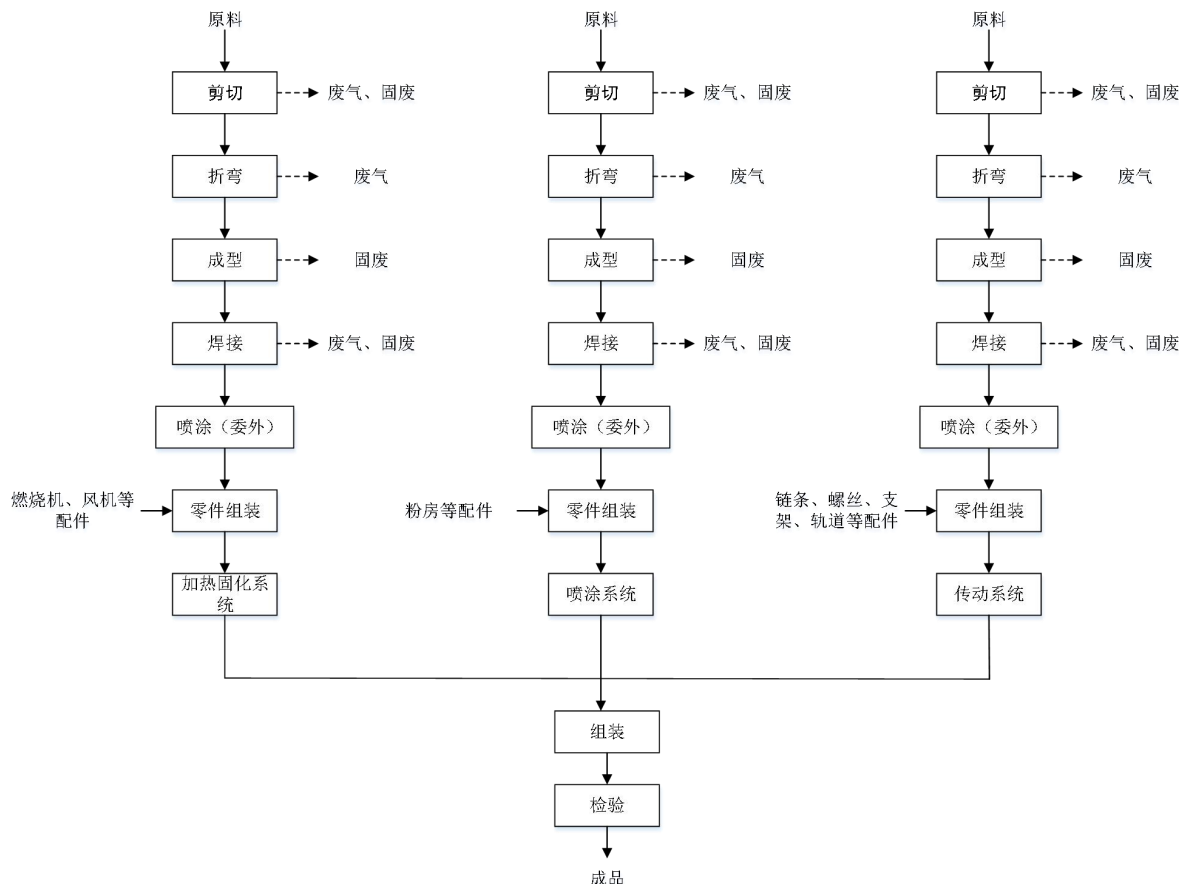 原料
原料
原料
剪切
废气、固废
剪切
废气、固废
剪切
废气、固废
折弯
废气
折弯
废气
折弯
废气
成型
固废
成型
固废
成型
固废
焊接
废气、固废
焊接
废气、固废
焊接
废气、固废
喷涂（委外）
喷涂（委外）
喷涂（委外）
燃烧机、风机等
配件
零件组装
粉房等配件
零件组装
链条、螺丝、支
架、轨道等配件
零件组装
加热固化系
统
喷涂系统
传动系统
组装
检验
成品